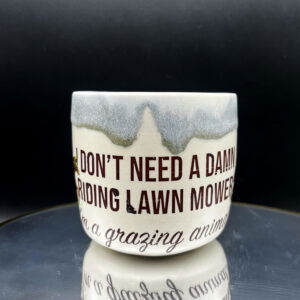 I DON'T NEED A DAMN
RIDING LAWN MOWER
a grazing